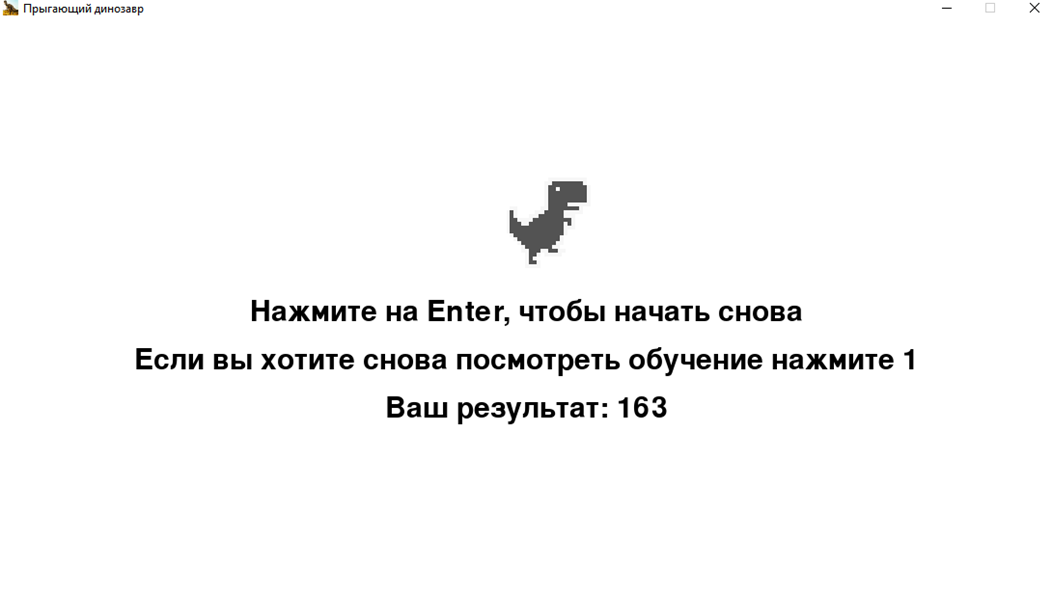 Прыгающий динозавр
Нажмите на Enter, чтобы начать снова
Если вы хотите снова посмотреть обучение нажмите 1
Ваш результат: 163